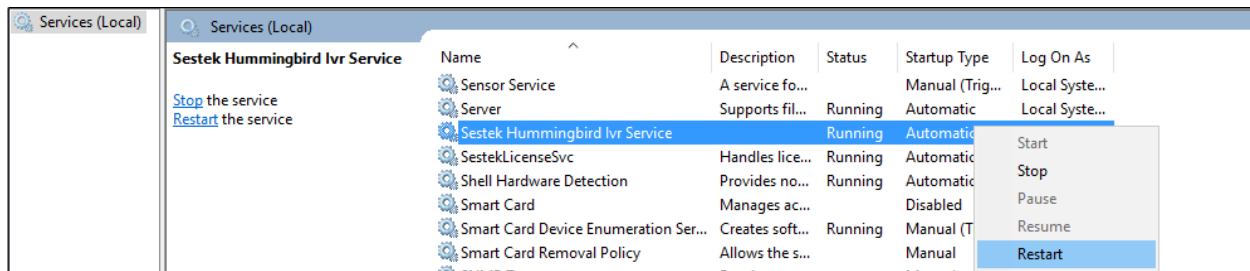 Services (Local)
Services (Local)
Sestek Hummingbird Ivr Service
Stop the service
Restart the service
Name Description Status Startup Type Log On As
Sensor Service A service fo... Manual (Trig... Local Syste...
Server Supports fil... Running Automatic Local Syste...
Sestek Hummingbird Ivr Service Running Automatic
SestekLicenseSvc Handles lice... Running Automatic
Shell Hardware Detection Provides no... Running Automatic
Smart Card Manages ac... Disabled
Smart Card Device Enumeration Ser... Creates soft... Running Manual (T
Smart Card Removal Policy Allows the s... Manual
Start
Stop
Pause
Resume
Restart